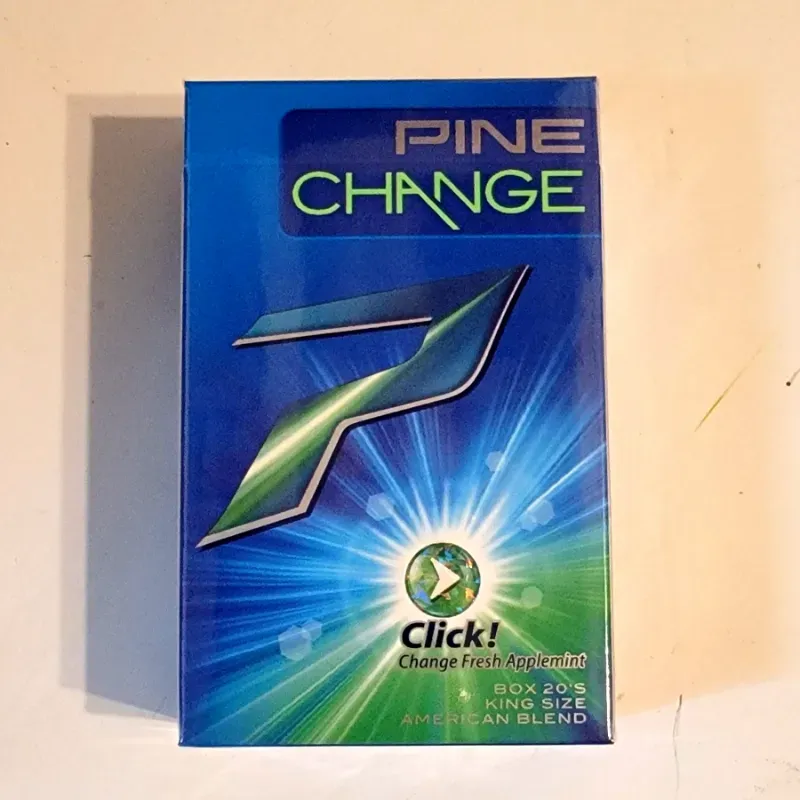 PINE
CHANGE
Click!
Change Fresh Applemint
BOX 20'S
KING SIZE
AMERICAN BLEND